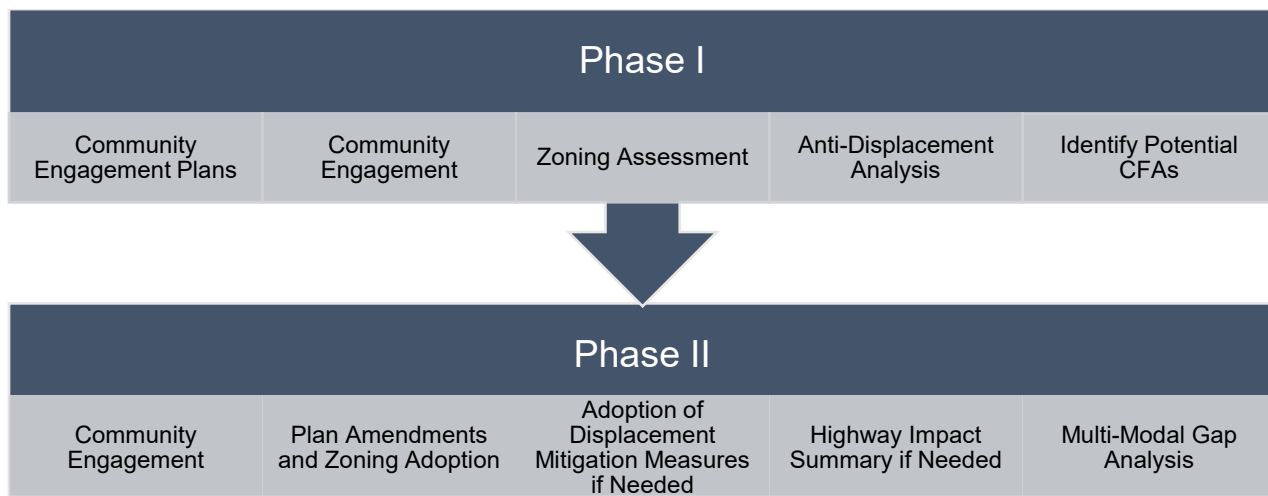 Phase I
Community
Engagement Plans
Community
Engagement
Zoning Assessment
Anti-Displacement
Analysis
Identify Potential
CFAs
Phase II
Community
Engagement
Plan Amendments
and Zoning Adoption
Adoption of
Displacement
Mitigation Measures
if Needed
Highway Impact
Summary if Needed
Multi-Modal Gap
Analysis